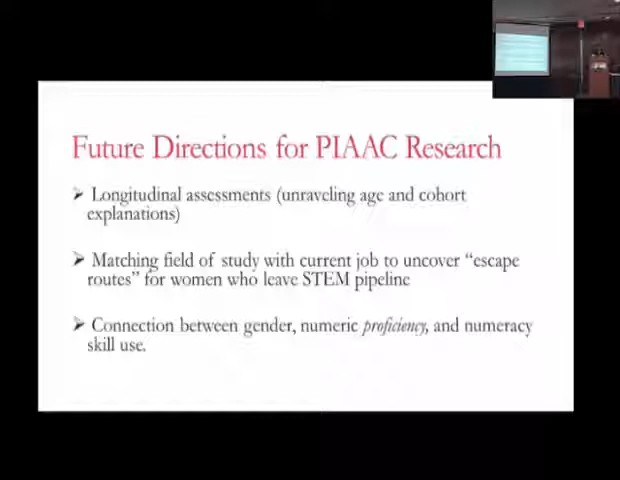 Future Directions for PIAAC Research
➤ Longitudinal assessments (unraveling age and cohort
explanations)
➤ Matching field of study with current job to uncover “escape
routes” for women who leave STEM pipeline
➤ Connection between gender, numeric proficiency, and numeracy
skill use.